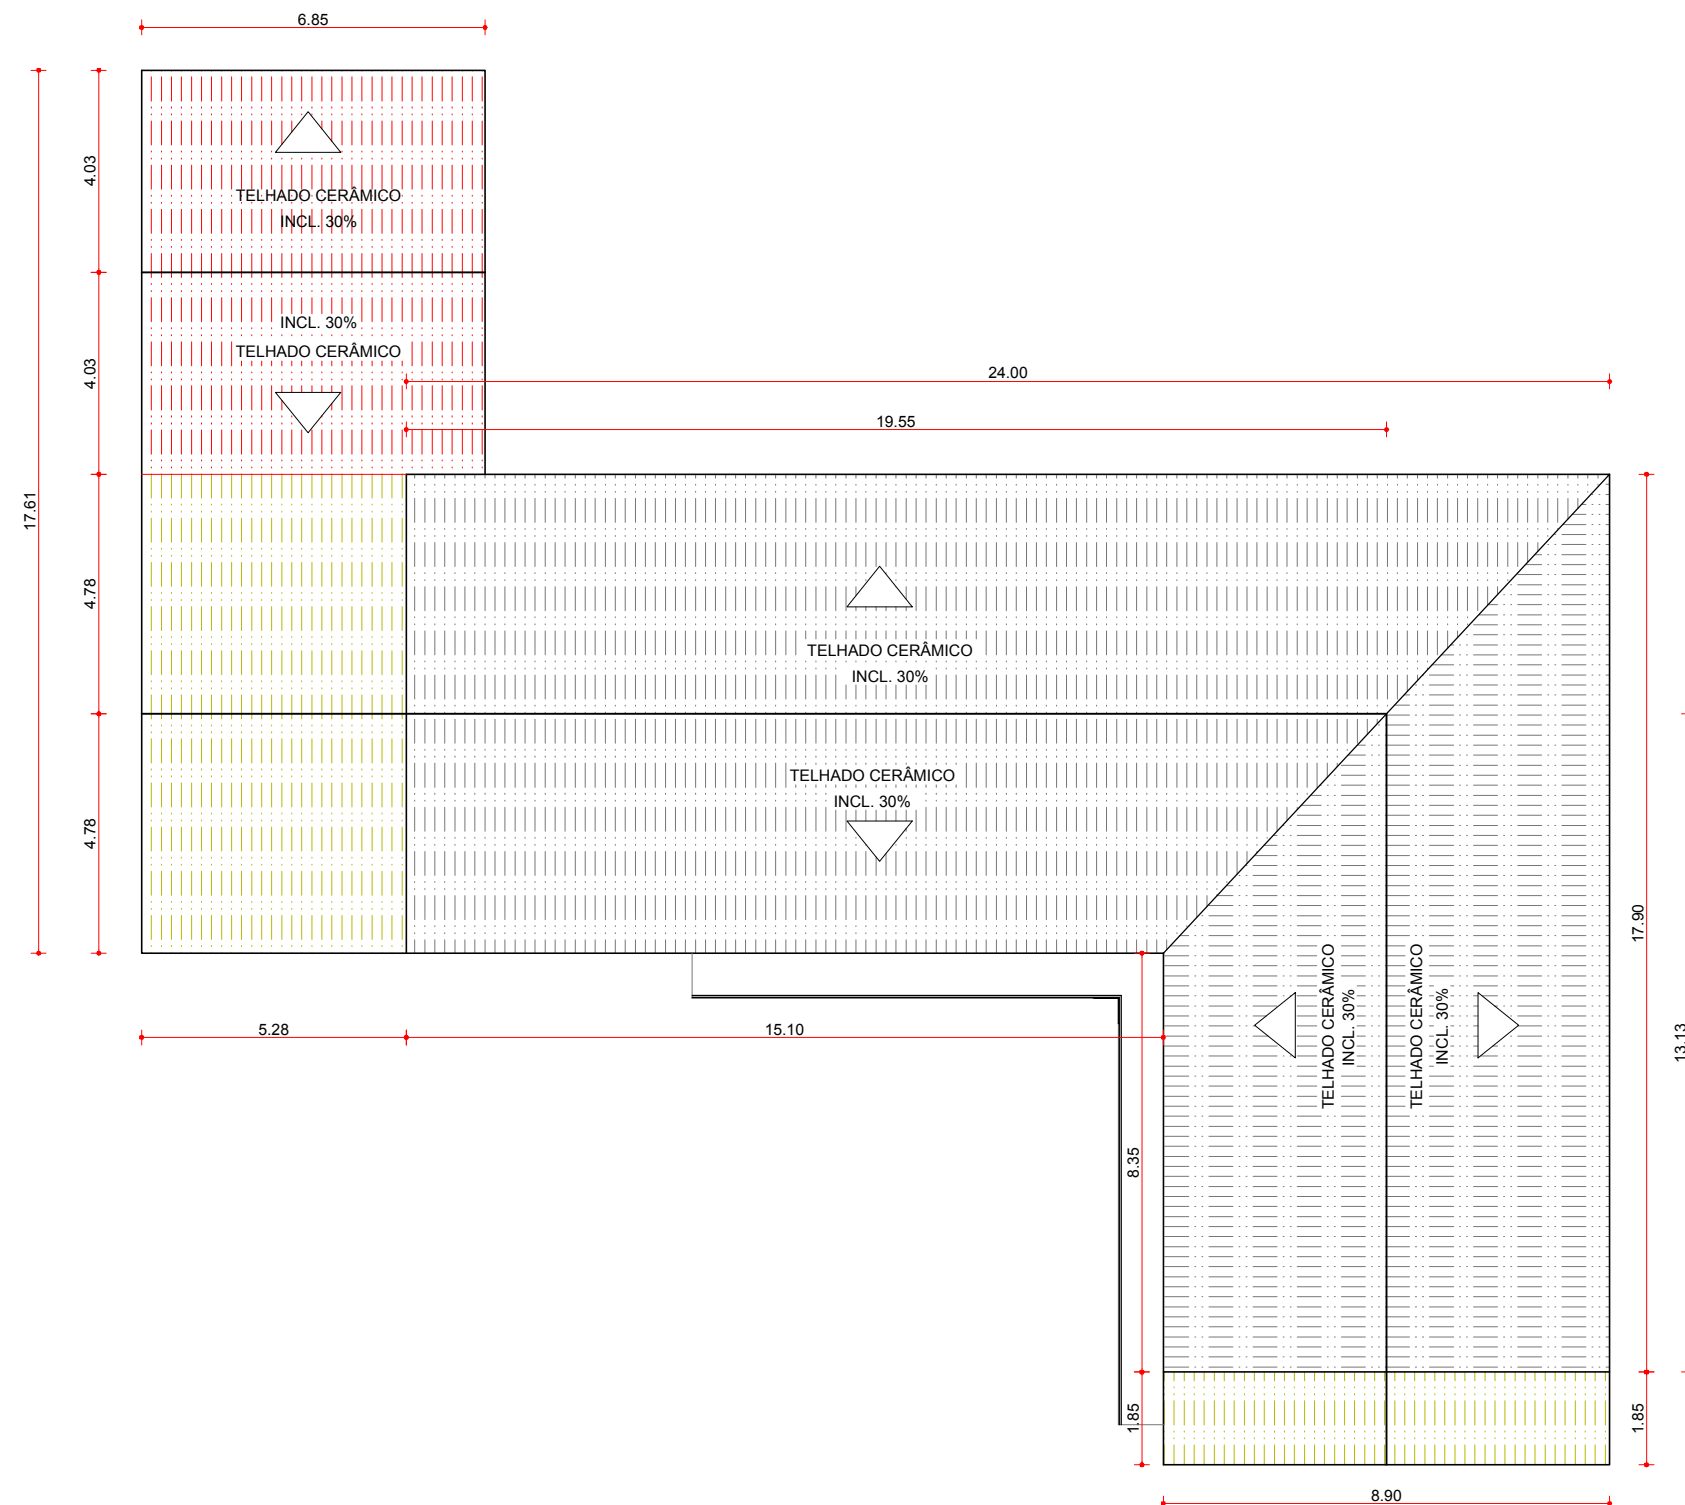 6.85
4.03
TELHADO CERÂMICO
INCL. 30%
INCL. 30%
TELHADO CERÂMICO
4.03
24.00
19.55
17.61
4.78
TELHADO CERÂMICO
INCL. 30%
TELHADO CERÂMICO
INCL. 30%
4.78
17.90
TELHADO CERÂMICO
INCL. 30%
TELHADO CERÂMICO
INCL. 30%
5.28
15.10
13.13
8.35
1.85
1.85
8.90